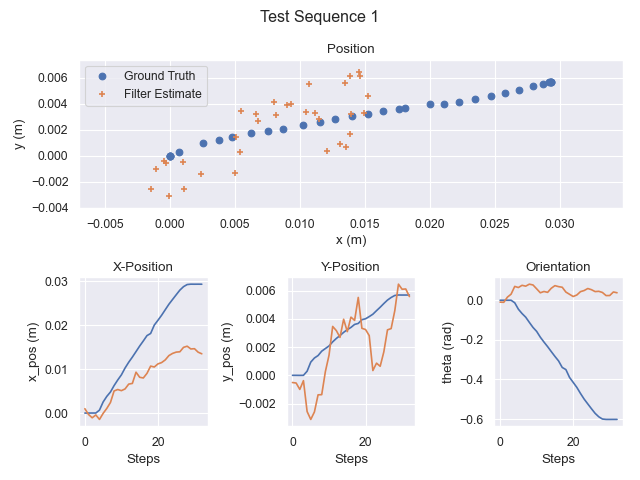 Test Sequence 1
Position
Ground Truth
Filter Estimate
y (m)
0.006
0.004
0.002
0.000
−0.002
−0.004
−0.005 0.000 0.005 0.010 0.015 0.020 0.025 0.030
x (m)
X-Position
x_pos (m)
0.03
0.02
0.01
0.00
0 20
Steps
Y-Position
y_pos (m)
0.006
0.004
0.002
0.000
−0.002
0 20
Steps
Orientation
theta (rad)
0.0
−0.2
−0.4
−0.6
0 20
Steps